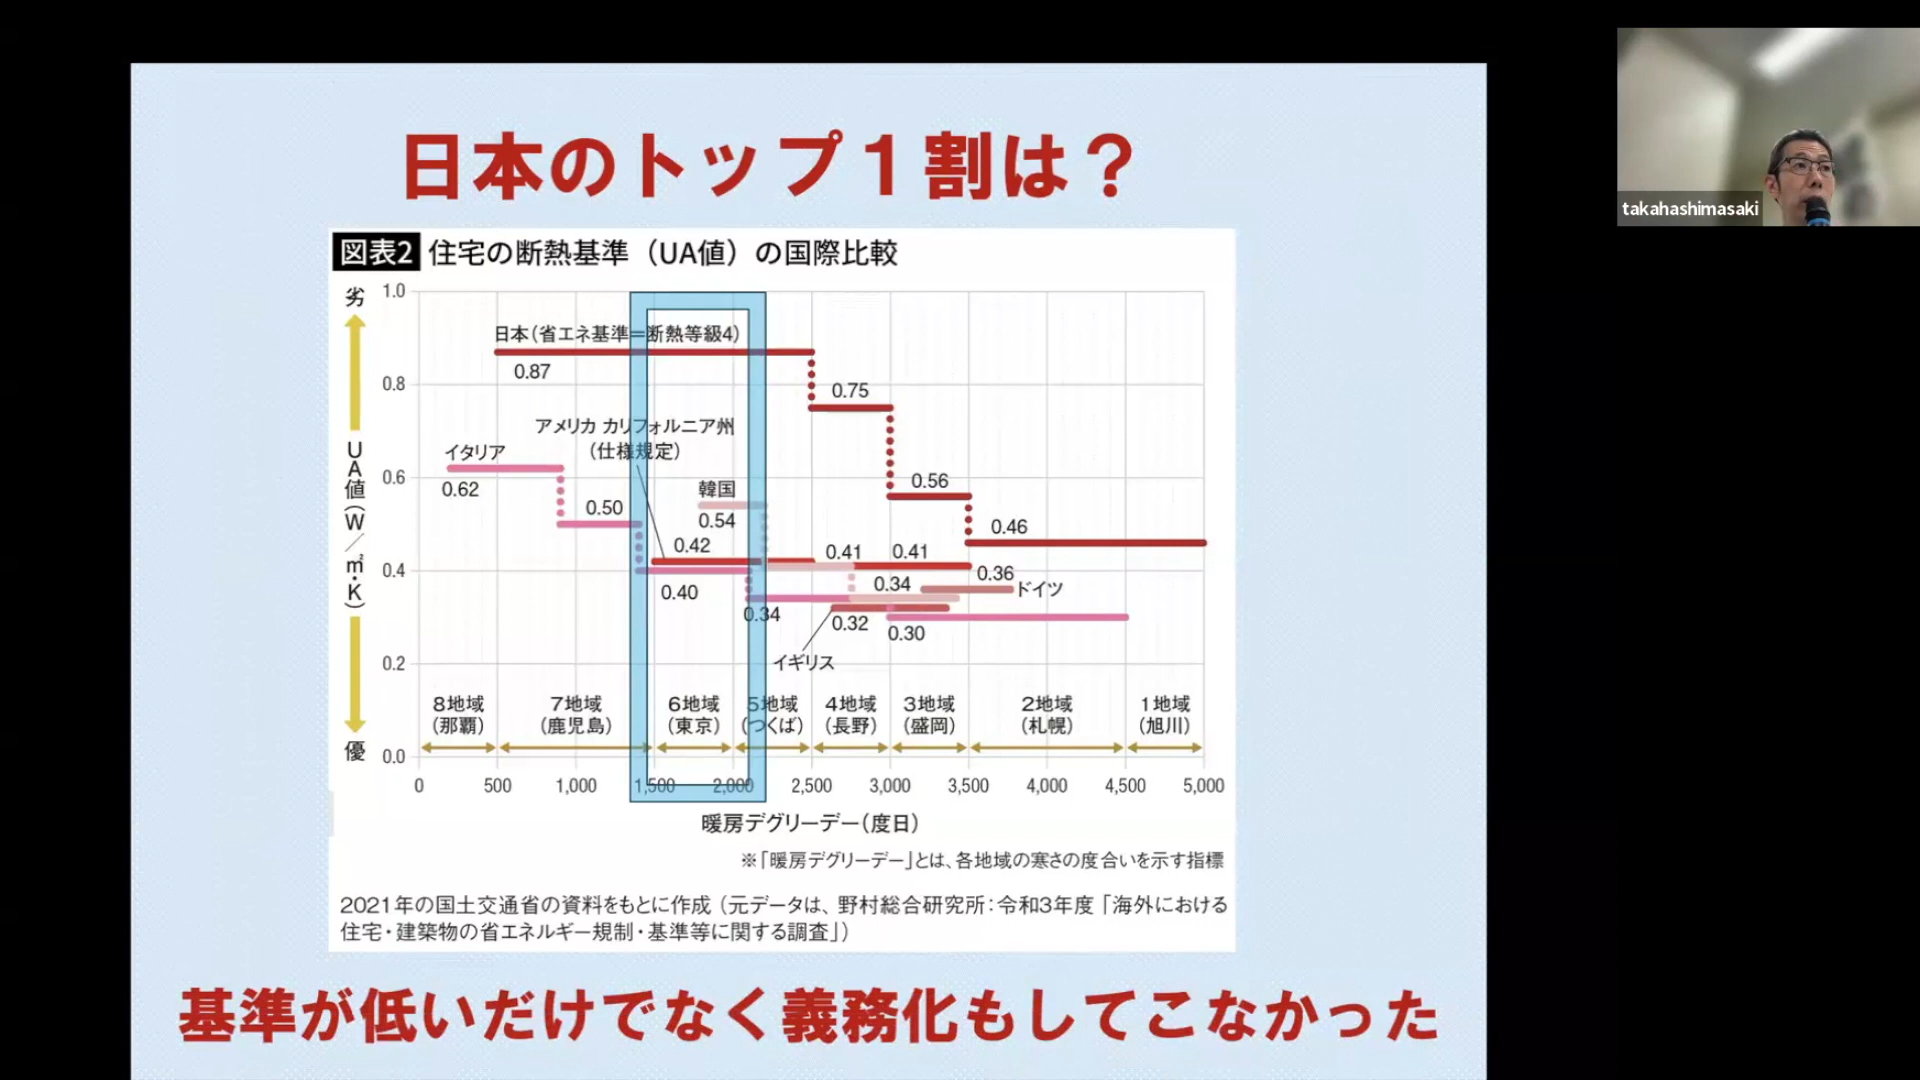 日本のトップ１割は？
takahashimasaki
図表2 住宅の断熱基準（UA値）の国際比較
劣
UA値（W／㎡・K）
優
1.0
0.8
0.6
0.4
0.2
0.0
日本（省エネ基準＝断熱等級4）
0.87
0.75
0.56
0.46
アメリカ カリフォルニア州
（仕様規定）
イタリア
0.62
0.50
韓国
0.54
0.42
0.41
0.41
0.40
0.34
0.34
0.36
ドイツ
0.32
0.30
イギリス
8地域
（那覇）
7地域
（鹿児島）
6地域
（東京）
5地域
（つくば）
4地域
（長野）
3地域
（盛岡）
2地域
（札幌）
1地域
（旭川）
0 500 1,000 1,500 2,000 2,500 3,000 3,500 4,000 4,500 5,000
暖房デグリーデー（度日）
※「暖房デグリーデー」とは、各地域の寒さの度合いを示す指標
2021年の国土交通省の資料をもとに作成（元データは、野村総合研究所：令和3年度「海外における
住宅・建築物の省エネルギー規制・基準等に関する調査」）
基準が低いだけでなく義務化もしてこなかった